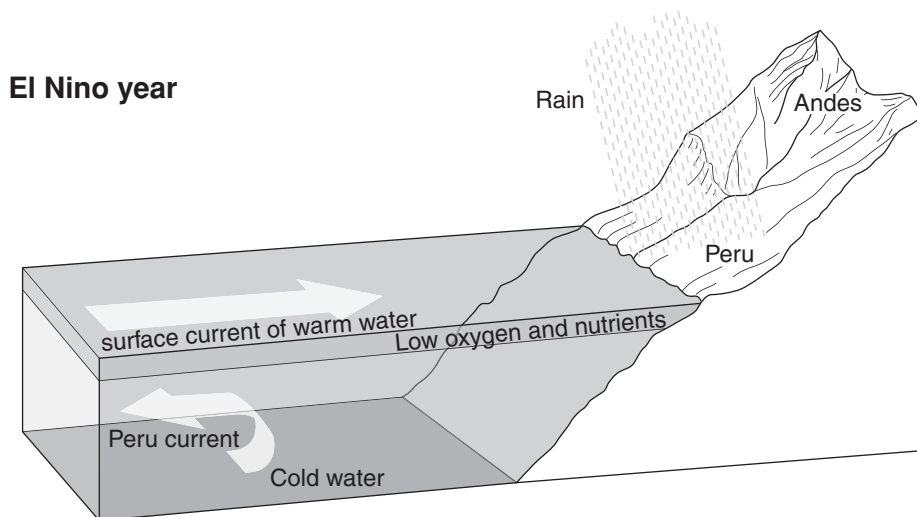 El Nino year
Rain
Andes
Peru
surface current of warm water
Low oxygen and nutrients
Peru current
Cold water